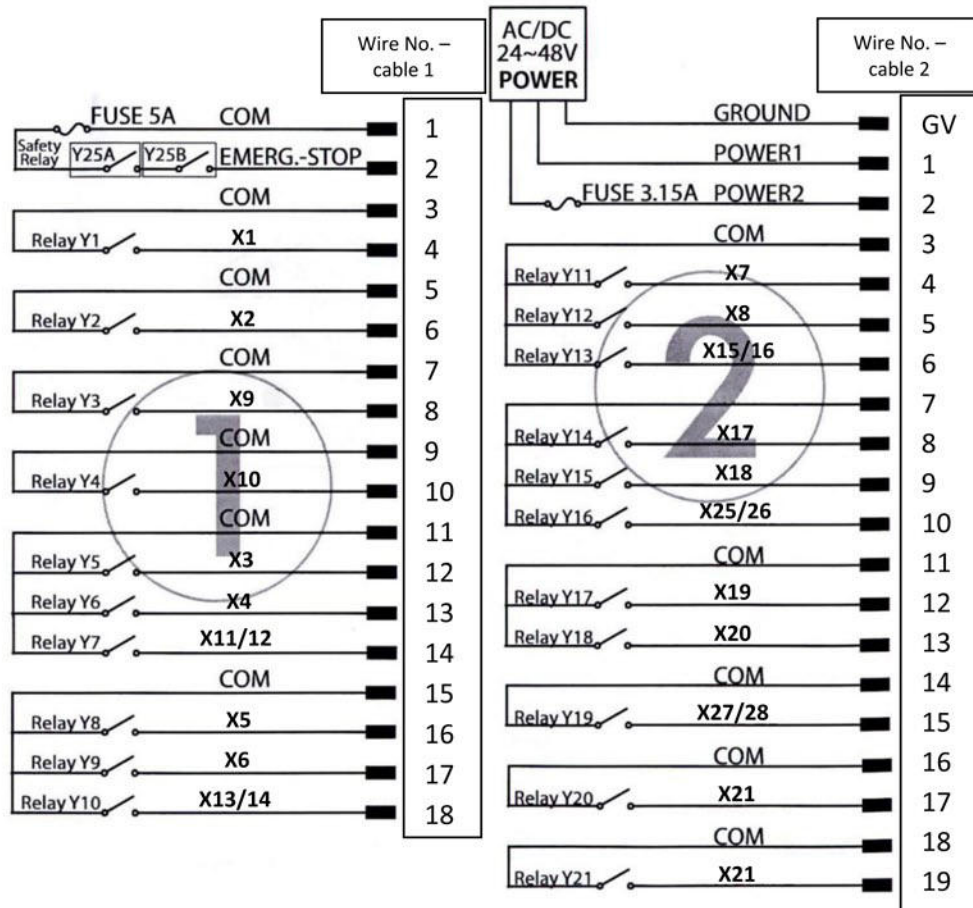 Wire No. –
cable 1
FUSE 5A COM 1
Safety
Relay Y25A Y25B EMERG.-STOP 2
COM 3
Relay Y1 X1 4
COM 5
Relay Y2 X2 6
COM 7
Relay Y3 X9 8
COM 9
Relay Y4 X10 10
COM 11
Relay Y5 X3 12
Relay Y6 X4 13
Relay Y7 X11/12 14
COM 15
Relay Y8 X5 16
Relay Y9 X6 17
Relay Y10 X13/14 18
1
AC/DC
24~48V
POWER
Wire No. –
cable 2
GROUND GV
POWER1 1
FUSE 3.15A POWER2 2
COM 3
Relay Y11 X7 4
Relay Y12 X8 5
Relay Y13 X15/16 6
7
Relay Y14 X17 8
Relay Y15 X18 9
Relay Y16 X25/26 10
COM 11
Relay Y17 X19 12
Relay Y18 X20 13
COM 14
Relay Y19 X27/28 15
COM 16
Relay Y20 X21 17
COM 18
Relay Y21 X21 19
2